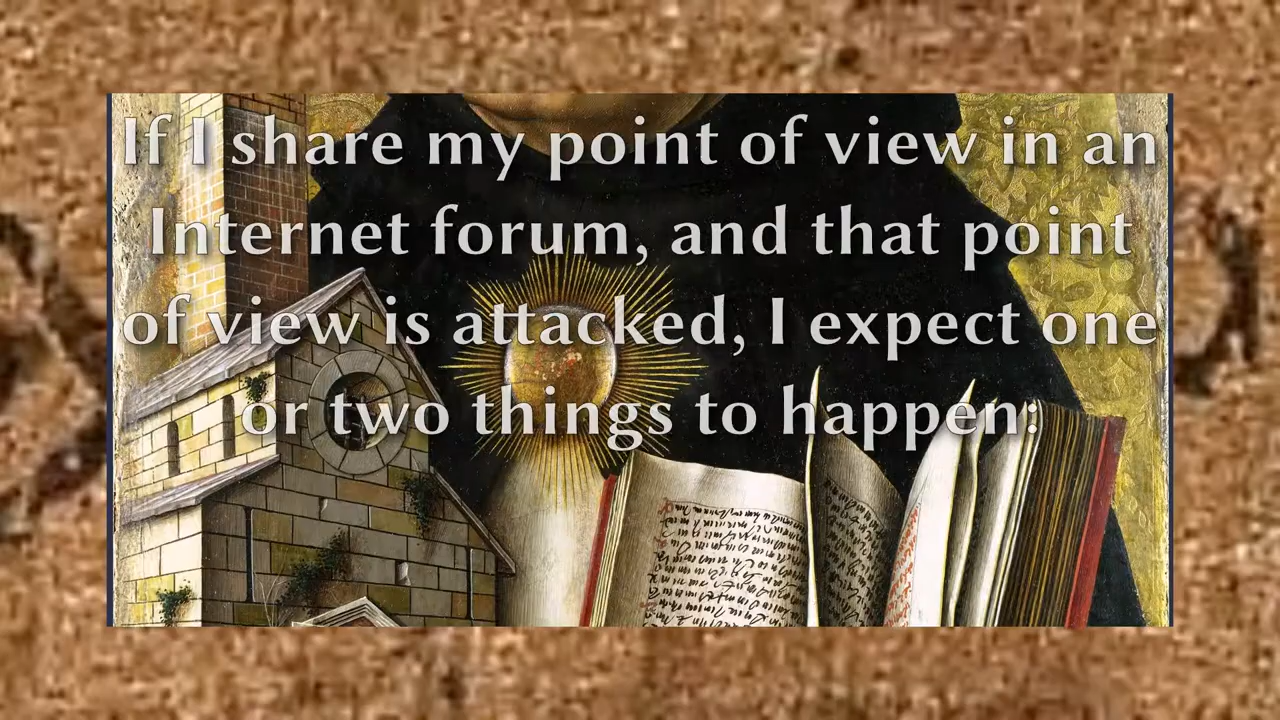 If I share my point of view in an
Internet forum, and that point
of view is attacked, I expect one
or two things to happen: